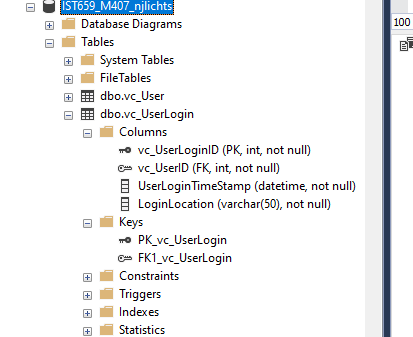 IST659_M407_njlichts
Database Diagrams
Tables
System Tables
FileTables
dbo.vc_User
dbo.vc_UserLogin
Columns
vc_UserLoginID (PK, int, not null)
vc_UserID (FK, int, not null)
UserLoginTimeStamp (datetime, not null)
LoginLocation (varchar(50), not null)
Keys
PK_vc_UserLogin
FK1_vc_UserLogin
Constraints
Triggers
Indexes
Statistics
100